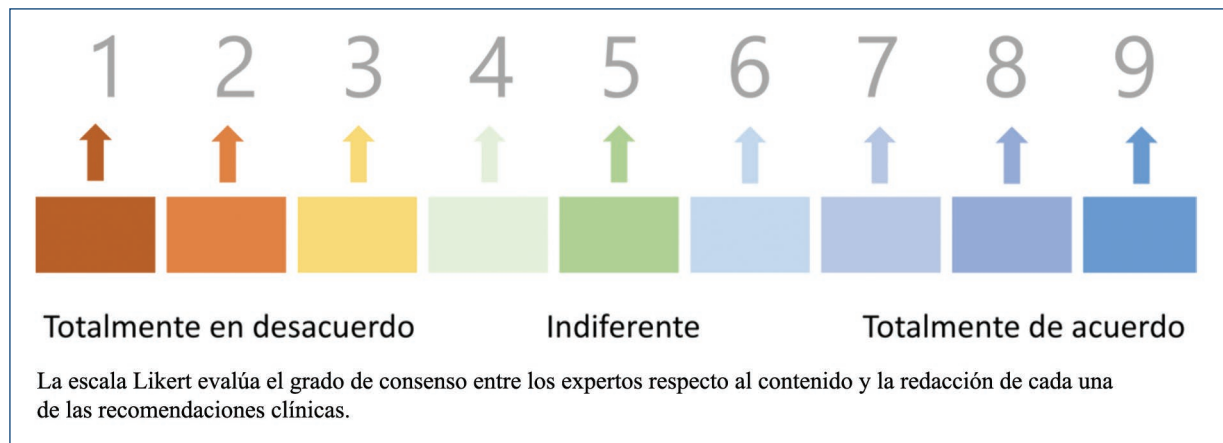 1 2 3 4 5 6 7 8 9
Totalmente en desacuerdo Indiferente Totalmente de acuerdo
La escala Likert evalúa el grado de consenso entre los expertos respecto al contenido y la redacción de cada una
de las recomendaciones clínicas.